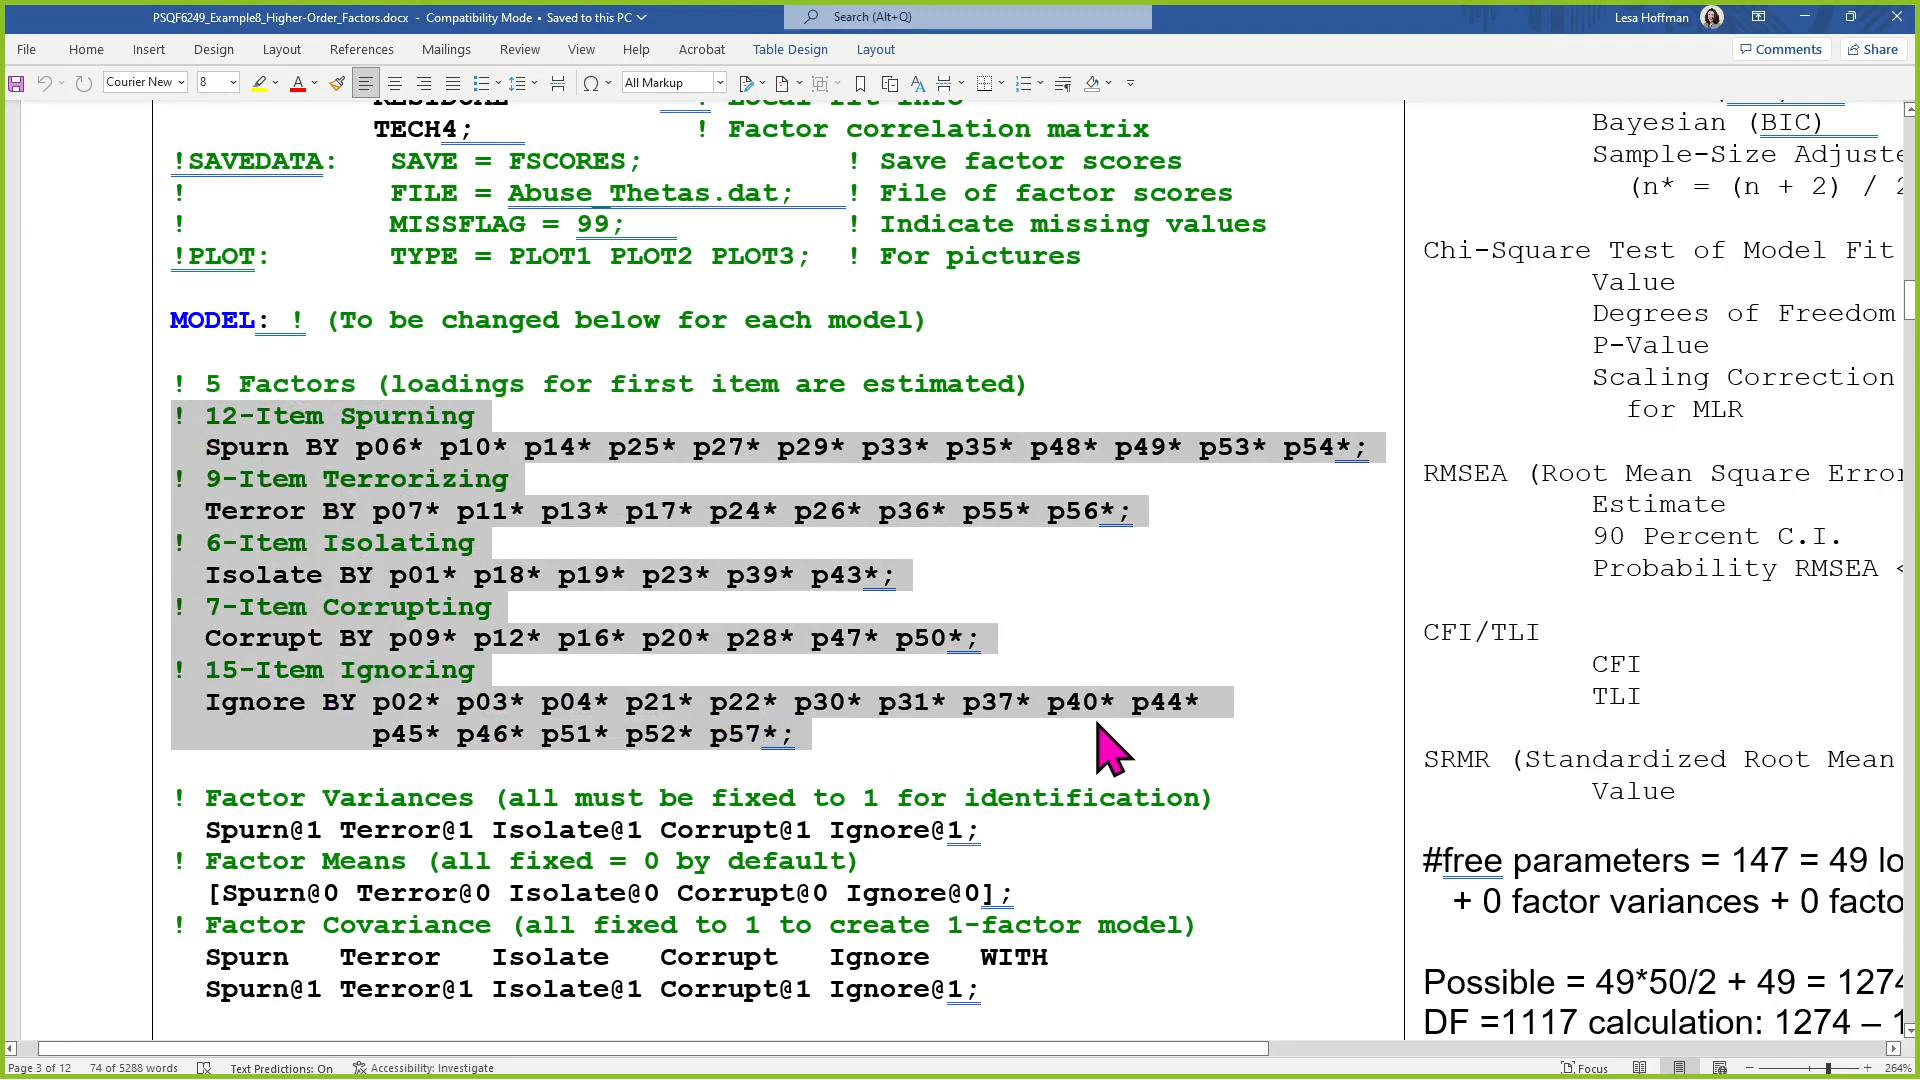 PSQF6249_Example8_Higher-Order_Factors.docx - Compatibility Mode • Saved to this PC
Search (Alt+Q)
Lesa Hoffman
File Home Insert Design Layout References Mailings Review View Help Acrobat Table Design Layout
Comments Share
Courier New 8 All Markup
TECH4; ! Factor correlation matrix
!SAVEDATA: SAVE = FSCORES; ! Save factor scores
! FILE = Abuse_Thetas.dat; ! File of factor scores
! MISSFLAG = 99; ! Indicate missing values
!PLOT: TYPE = PLOT1 PLOT2 PLOT3; ! For pictures
MODEL: ! (To be changed below for each model)
! 5 Factors (loadings for first item are estimated)
! 12-Item Spurning
Spurn BY p06* p10* p14* p25* p27* p29* p33* p35* p48* p49* p53* p54*;
! 9-Item Terrorizing
Terror BY p07* p11* p13* p17* p24* p26* p36* p55* p56*;
! 6-Item Isolating
Isolate BY p01* p18* p19* p23* p39* p43*;
! 7-Item Corrupting
Corrupt BY p09* p12* p16* p20* p28* p47* p50*;
! 15-Item Ignoring
Ignore BY p02* p03* p04* p21* p22* p30* p31* p37* p40* p44*
p45* p46* p51* p52* p57*;
! Factor Variances (all must be fixed to 1 for identification)
Spurn@1 Terror@1 Isolate@1 Corrupt@1 Ignore@1;
! Factor Means (all fixed = 0 by default)
[Spurn@0 Terror@0 Isolate@0 Corrupt@0 Ignore@0];
! Factor Covariance (all fixed to 1 to create 1-factor model)
Spurn Terror Isolate Corrupt Ignore WITH
Spurn@1 Terror@1 Isolate@1 Corrupt@1 Ignore@1;
Bayesian (BIC)
Sample-Size Adjuste
(n* = (n + 2) / 2
Chi-Square Test of Model Fit
Value
Degrees of Freedom
P-Value
Scaling Correction
for MLR
RMSEA (Root Mean Square Error
Estimate
90 Percent C.I.
Probability RMSEA <
CFI/TLI
CFI
TLI
SRMR (Standardized Root Mean
Value
#free parameters = 147 = 49 lo
+ 0 factor variances + 0 facto
Possible = 49*50/2 + 49 = 1274
DF =1117 calculation: 1274 – 1
Page 3 of 12 74 of 5288 words Text Predictions: On Accessibility: Investigate Focus 264%